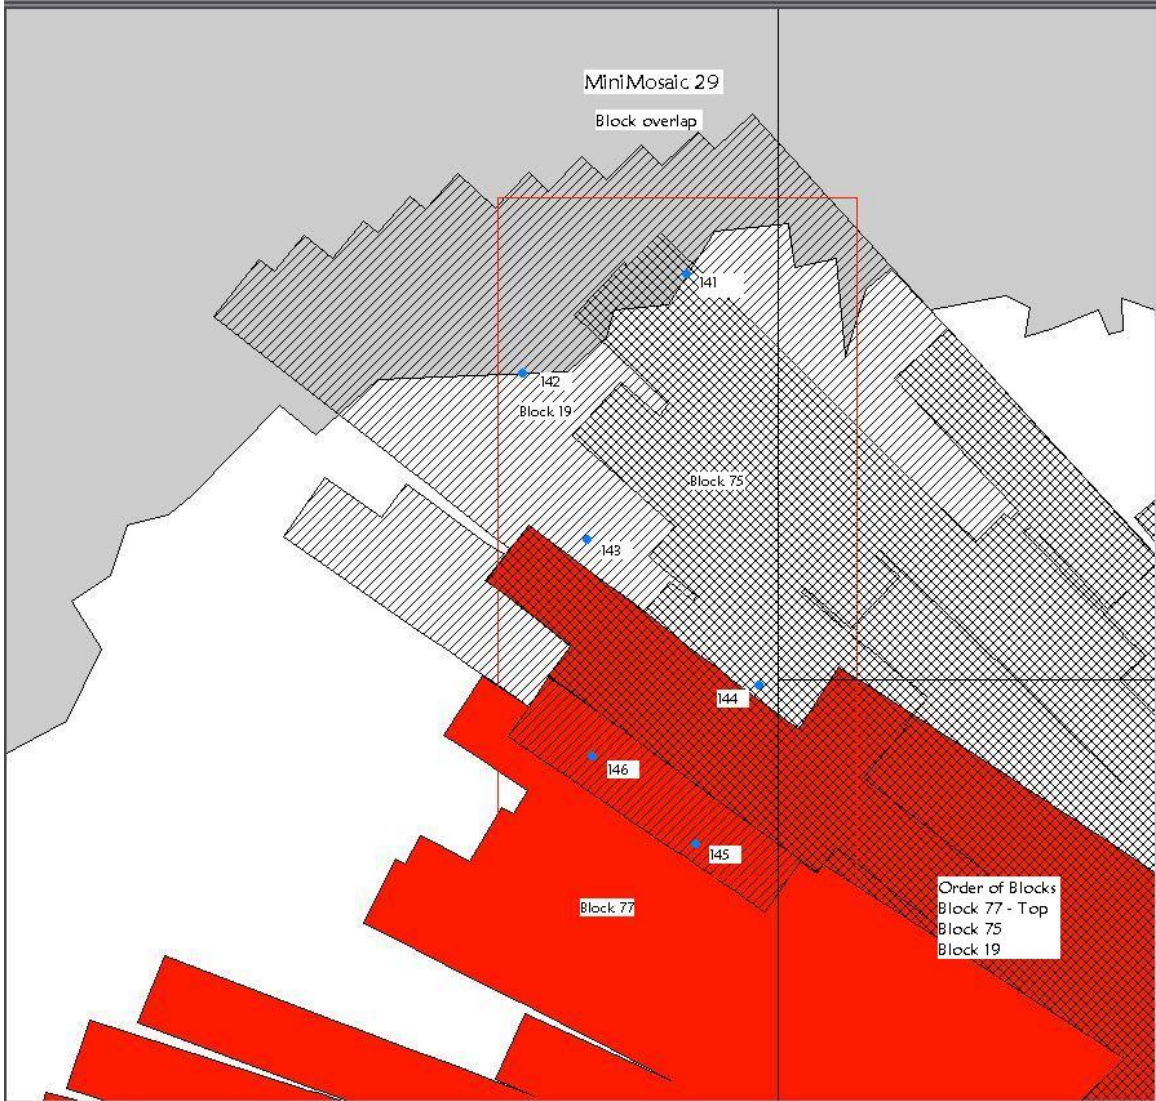 MiniMosaic 29
Block overlap
141
142
Block 19
Block 75
143
144
146
145
Order of Blocks
Block 77 - Top
Block 75
Block 19
Block 77